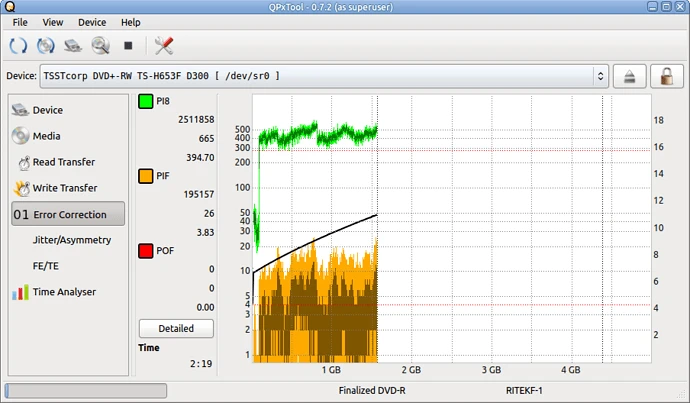 QPxTool - 0.7.2 (as superuser)
File View Device Help
Device: TSSTcorp DVD+-RW TS-H653F D300 [ /dev/sr0 ]
Device
Media
Read Transfer
Write Transfer
01 Error Correction
Jitter/Asymmetry
FE/TE
Time Analyser
PI8
2511858
665
394.70
PIF
195157
26
3.83
POF
0
0
0.00
Detailed
Time
2:19
500
400
300
200
100
50
40
30
20
10
5
4
3
2
1
18
16
14
12
10
8
6
4
2
1 GB 2 GB 3 GB 4 GB
Finalized DVD-R RITEKF-1